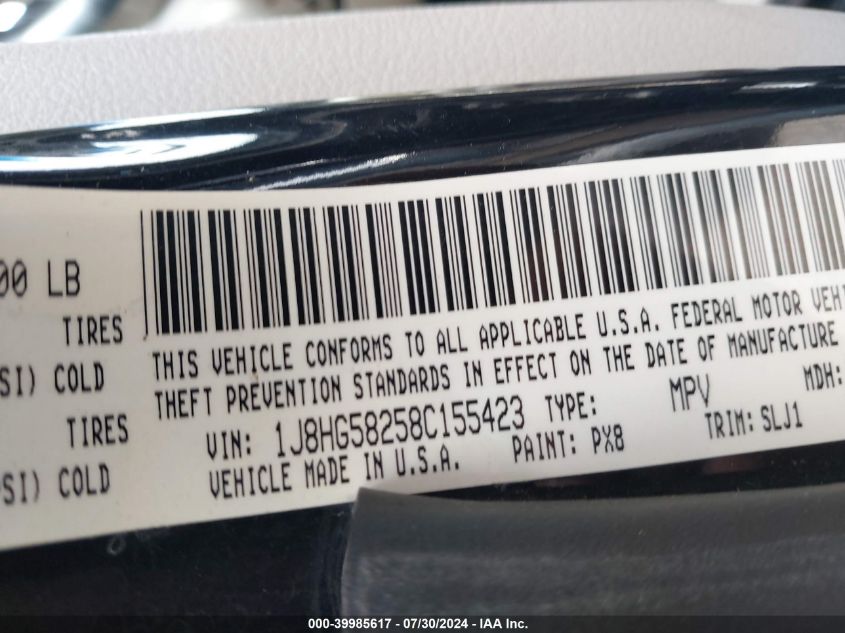 00 LB
TIRES
SI) COLD
TIRES
SI) COLD
THIS VEHICLE CONFORMS TO ALL APPLICABLE U.S.A. FEDERAL MOTOR VEHI
THEFT PREVENTION STANDARDS IN EFFECT ON THE DATE OF MANUFACTURE
VIN: 1J8HG58258C155423 TYPE: MPV MDH:
VEHICLE MADE IN U.S.A. PAINT: PX8 TRIM: SLJ1
000-39985617 / 07/30/2024 - IAA Inc.